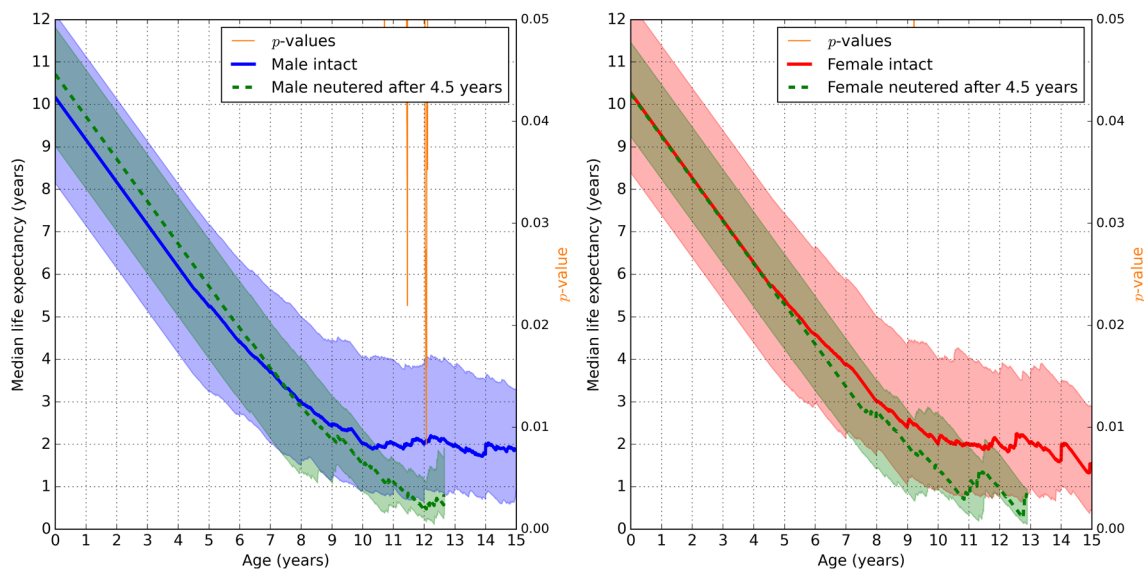 p-values
Male intact
Male neutered after 4.5 years
Median life expectancy (years)
12
11
10
9
8
7
6
5
4
3
2
1
0
0 1 2 3 4 5 6 7 8 9 10 11 12 13 14 15
Age (years)
0.05
0.04
0.03
0.02
0.01
0.00
p-value
p-values
Female intact
Female neutered after 4.5 years
Median life expectancy (years)
12
11
10
9
8
7
6
5
4
3
2
1
0
0 1 2 3 4 5 6 7 8 9 10 11 12 13 14 15
Age (years)
0.05
0.04
0.03
0.02
0.01
0.00
p-value